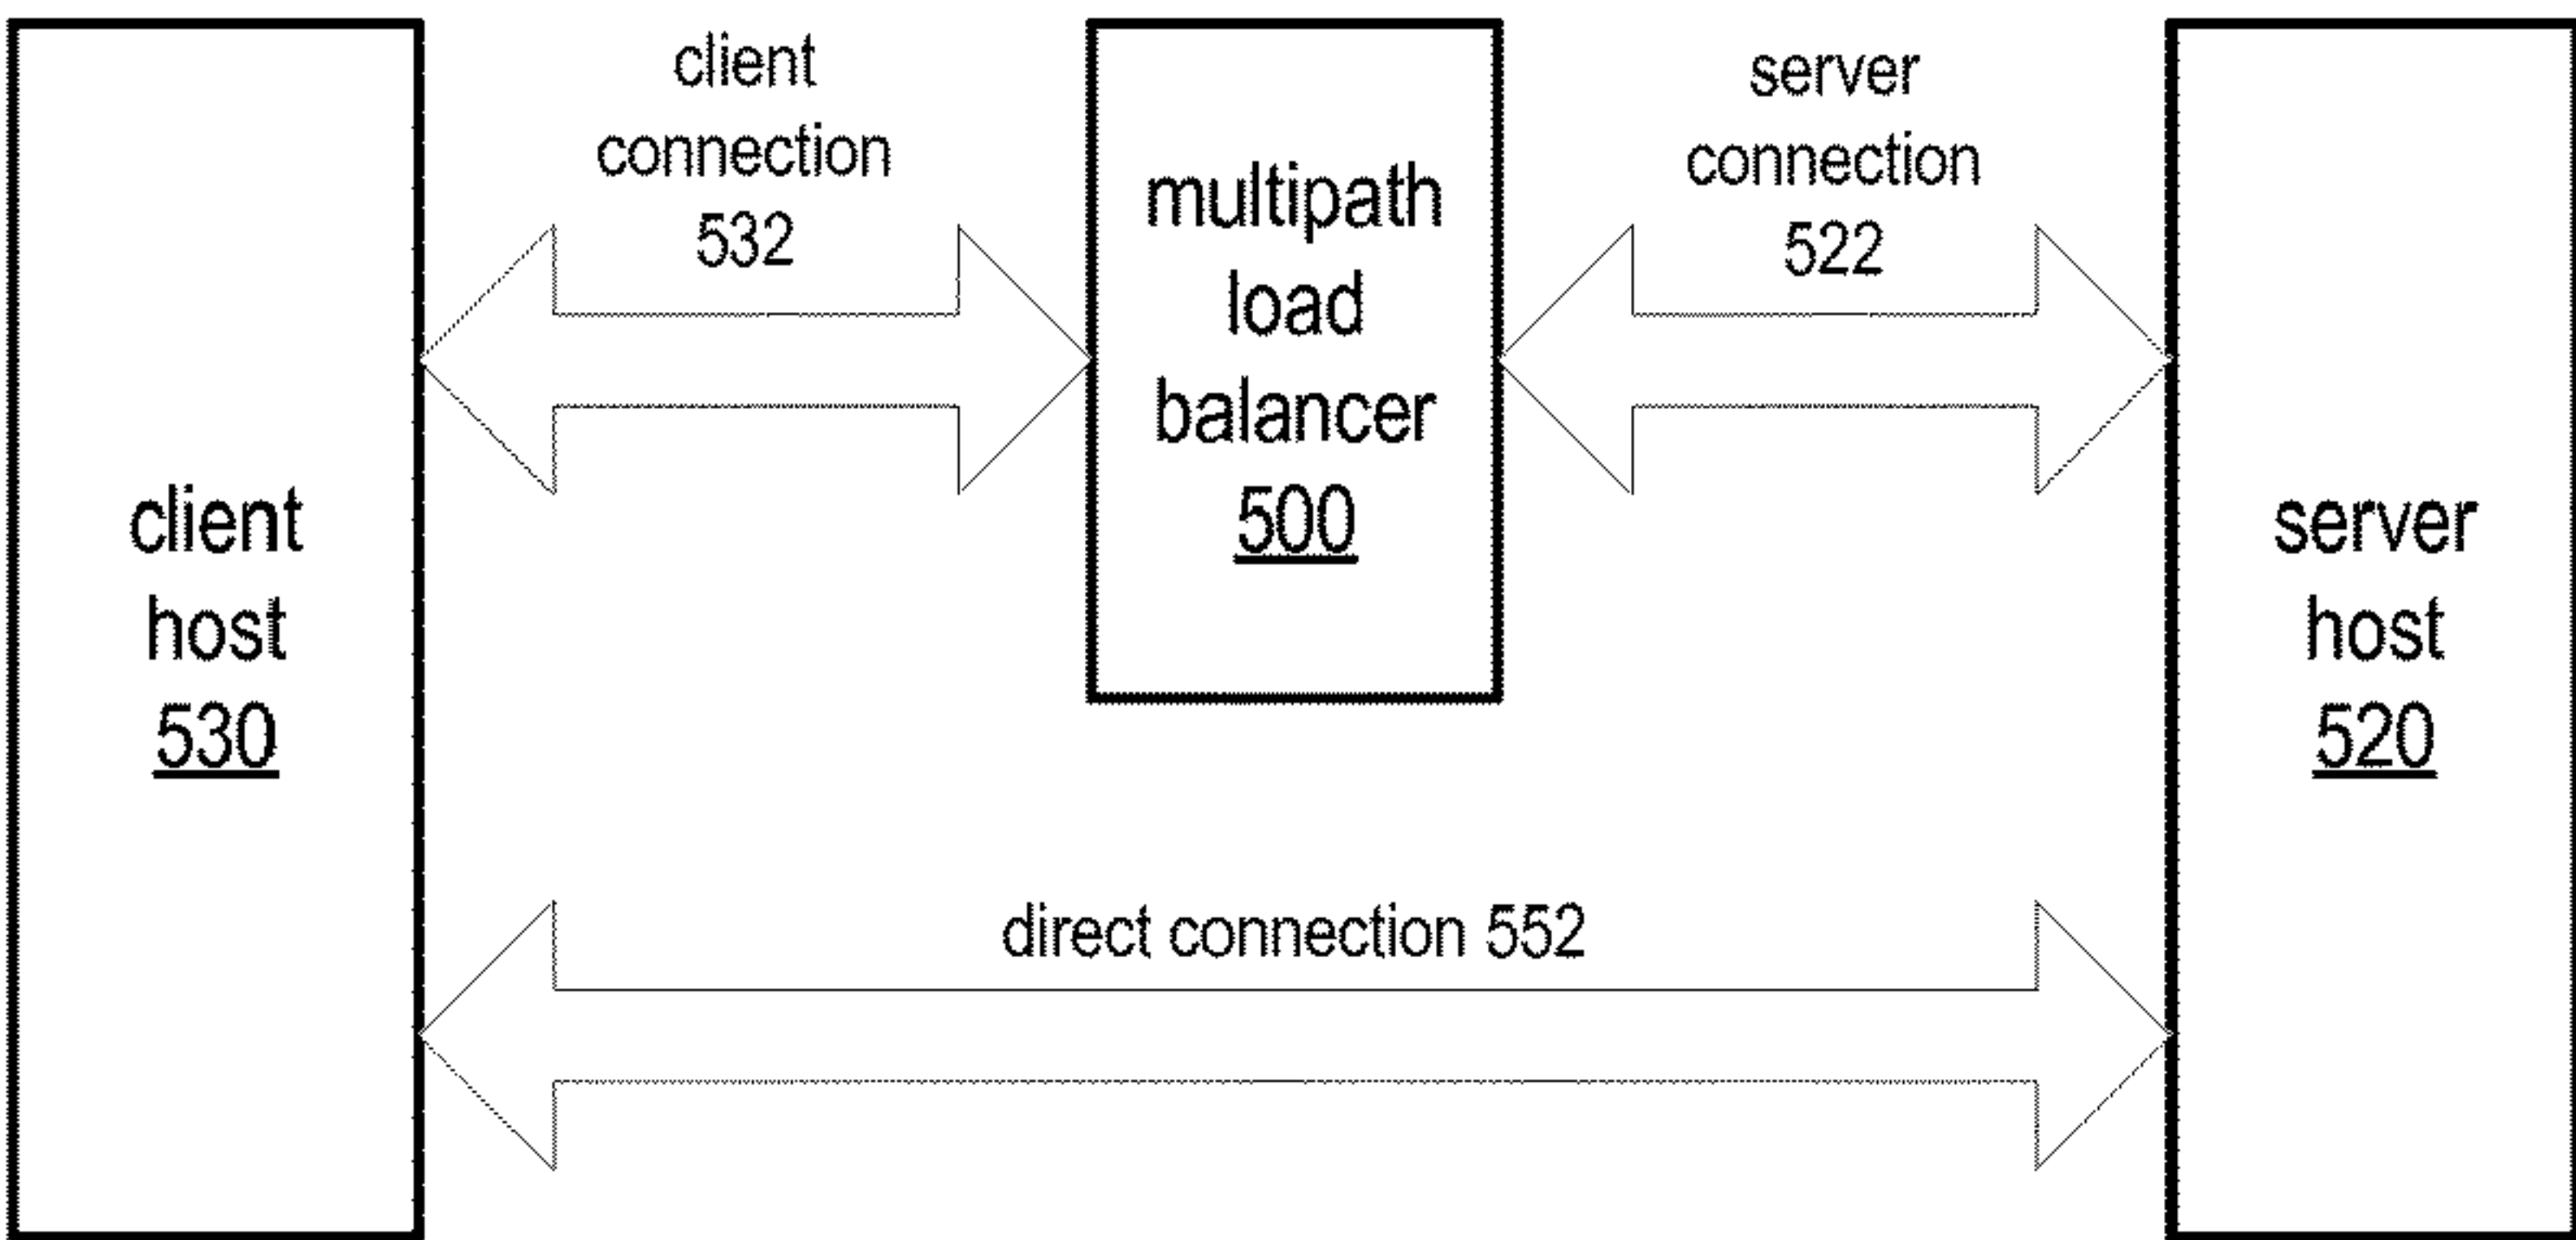 client
connection
532
server
connection
522
multipath
load
balancer
500
client
host
530
server
host
520
direct connection 552